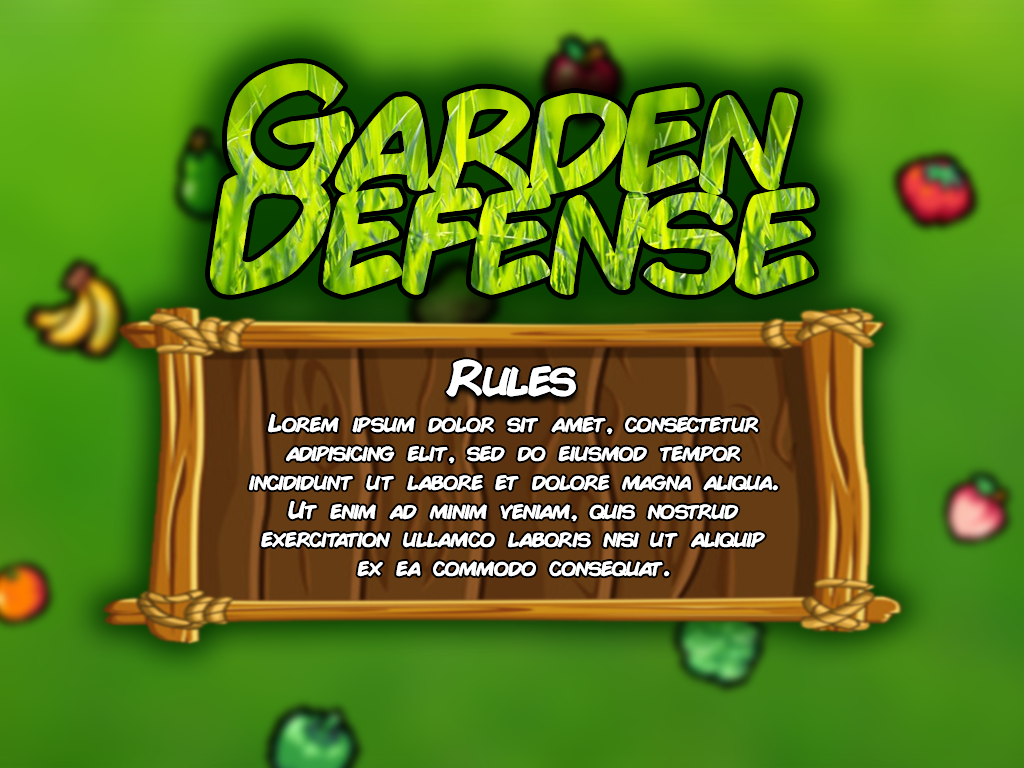 Garden
Defense
Rules
Lorem ipsum dolor sit amet, consectetur
adipisicing elit, sed do eiusmod tempor
incididunt ut labore et dolore magna aliqua.
Ut enim ad minim veniam, quis nostrud
exercitation ullamco laboris nisi ut aliquip
ex ea commodo consequat.